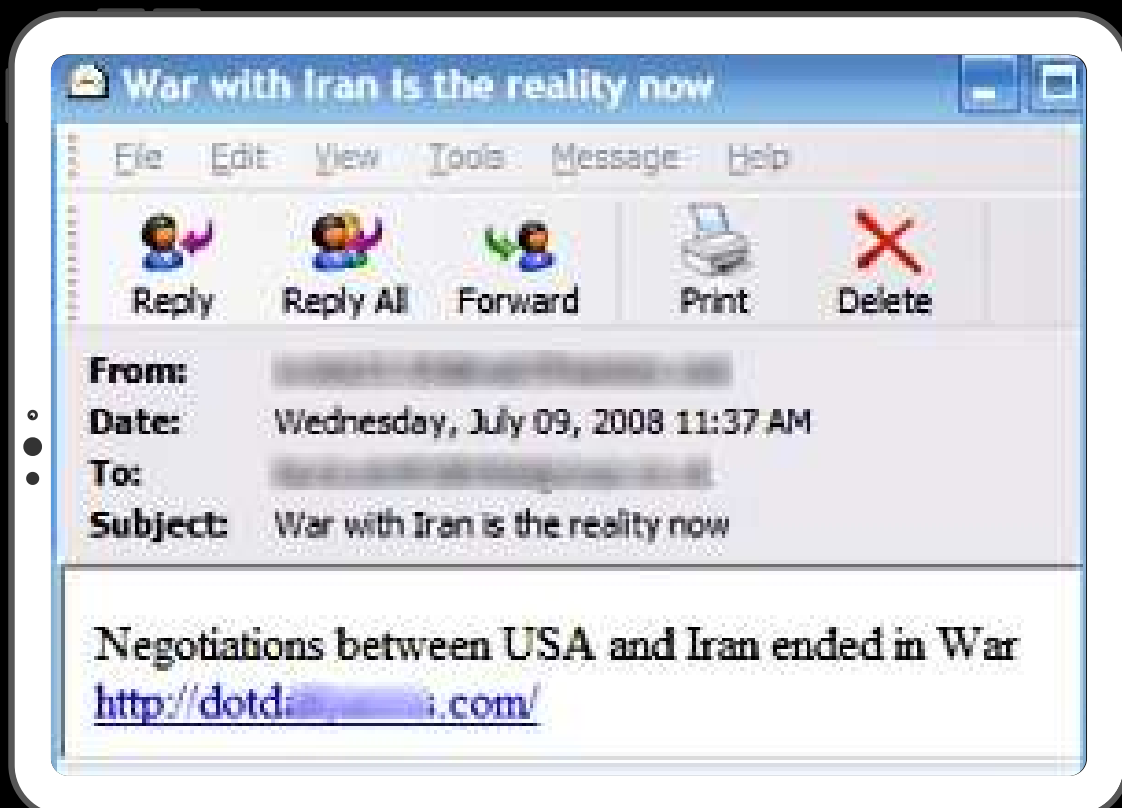 War with Iran is the reality now
File Edit View Tools Message Help
Reply Reply All Forward Print Delete
From:
Date: Wednesday, July 09, 2008 11:37 AM
To:
Subject: War with Iran is the reality now
Negotiations between USA and Iran ended in War